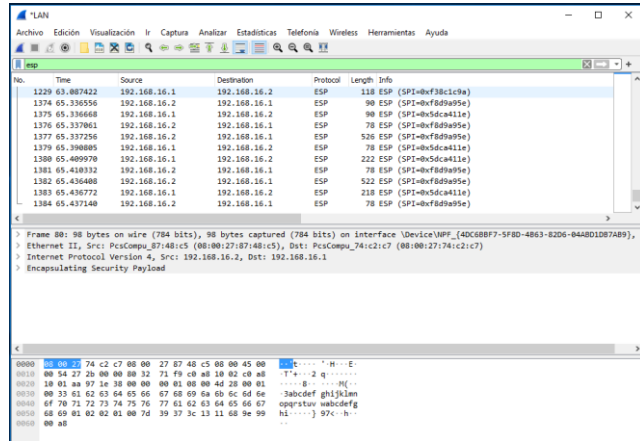 *LAN
Archivo Edición Visualización Ir Captura Analizar Estadísticas Telefonía Wireless Herramientas Ayuda
esp
No. Time Source Destination Protocol Length Info
1229 63.087422 192.168.16.1 192.168.16.2 ESP 118 ESP (SPI=0xf38c1c9a)
1374 65.336556 192.168.16.2 192.168.16.1 ESP 90 ESP (SPI=0xf8d9a95e)
1375 65.336668 192.168.16.1 192.168.16.2 ESP 90 ESP (SPI=0x5dca411e)
1376 65.337061 192.168.16.2 192.168.16.1 ESP 78 ESP (SPI=0xf8d9a95e)
1377 65.337256 192.168.16.2 192.168.16.1 ESP 526 ESP (SPI=0xf8d9a95e)
1379 65.390805 192.168.16.1 192.168.16.2 ESP 78 ESP (SPI=0x5dca411e)
1380 65.409970 192.168.16.1 192.168.16.2 ESP 222 ESP (SPI=0x5dca411e)
1381 65.410332 192.168.16.2 192.168.16.1 ESP 78 ESP (SPI=0xf8d9a95e)
1382 65.436408 192.168.16.2 192.168.16.1 ESP 522 ESP (SPI=0xf8d9a95e)
1383 65.436772 192.168.16.1 192.168.16.2 ESP 218 ESP (SPI=0x5dca411e)
1384 65.437140 192.168.16.2 192.168.16.1 ESP 78 ESP (SPI=0xf8d9a95e)
> Frame 80: 98 bytes on wire (784 bits), 98 bytes captured (784 bits) on interface \Device\NPF_{4DC6BBF7-5F8D-4B63-82D6-04ABD1DB7AB9},
> Ethernet II, Src: PcsCompu_87:48:c5 (08:00:27:87:48:c5), Dst: PcsCompu_74:c2:c7 (08:00:27:74:c2:c7)
> Internet Protocol Version 4, Src: 192.168.16.2, Dst: 192.168.16.1
> Encapsulating Security Payload
0000 08 00 27 74 c2 c7 08 00 27 87 48 c5 08 00 45 00 ··'t···· '·H···E·
0010 00 54 27 2b 00 00 80 32 71 f9 c0 a8 10 02 c0 a8 ·T'+···2 q·······
0020 10 01 aa 97 1e 38 00 00 00 01 08 00 4d 28 00 01 ·····8·· ····M(··
0030 00 33 61 62 63 64 65 66 67 68 69 6a 6b 6c 6d 6e ·3abcdef ghijklmn
0040 6f 70 71 72 73 74 75 76 77 61 62 63 64 65 66 67 opqrstuv wabcdefg
0050 68 69 01 02 02 01 00 7d 39 37 3c 13 11 68 9e 99 hi·····} 97<··h··
0060 00 a8 ··